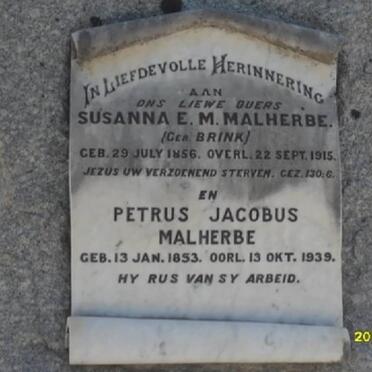 IN LIEFDEVOLLE HERINNERING
AAN
ONS LIEWE OUERS
SUSANNA E. M. MALHERBE.
(GEB. BRINK)
GEB. 29 JULY 1856. OVERL. 22 SEPT. 1915.
JEZUS UW VERZOENEND STERVEN. GEZ. 130:6.
EN
PETRUS JACOBUS
MALHERBE
GEB. 13 JAN. 1853. OORL. 13 OKT. 1939.
HY RUS VAN SY ARBEID.
20